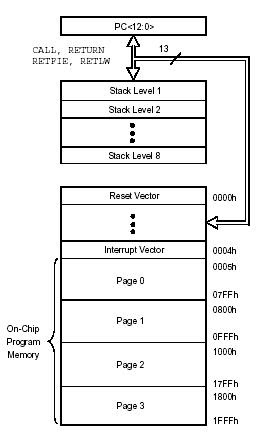 PC<12:0>
CALL, RETURN
RETFIE, RETLW
13
Stack Level 1
Stack Level 2
Stack Level 8
Reset Vector
0000h
Interrupt Vector
0004h
0005h
Page 0
07FFh
0800h
Page 1
0FFFh
On-Chip
Program
Memory
1000h
Page 2
17FFh
1800h
Page 3
1FFFh